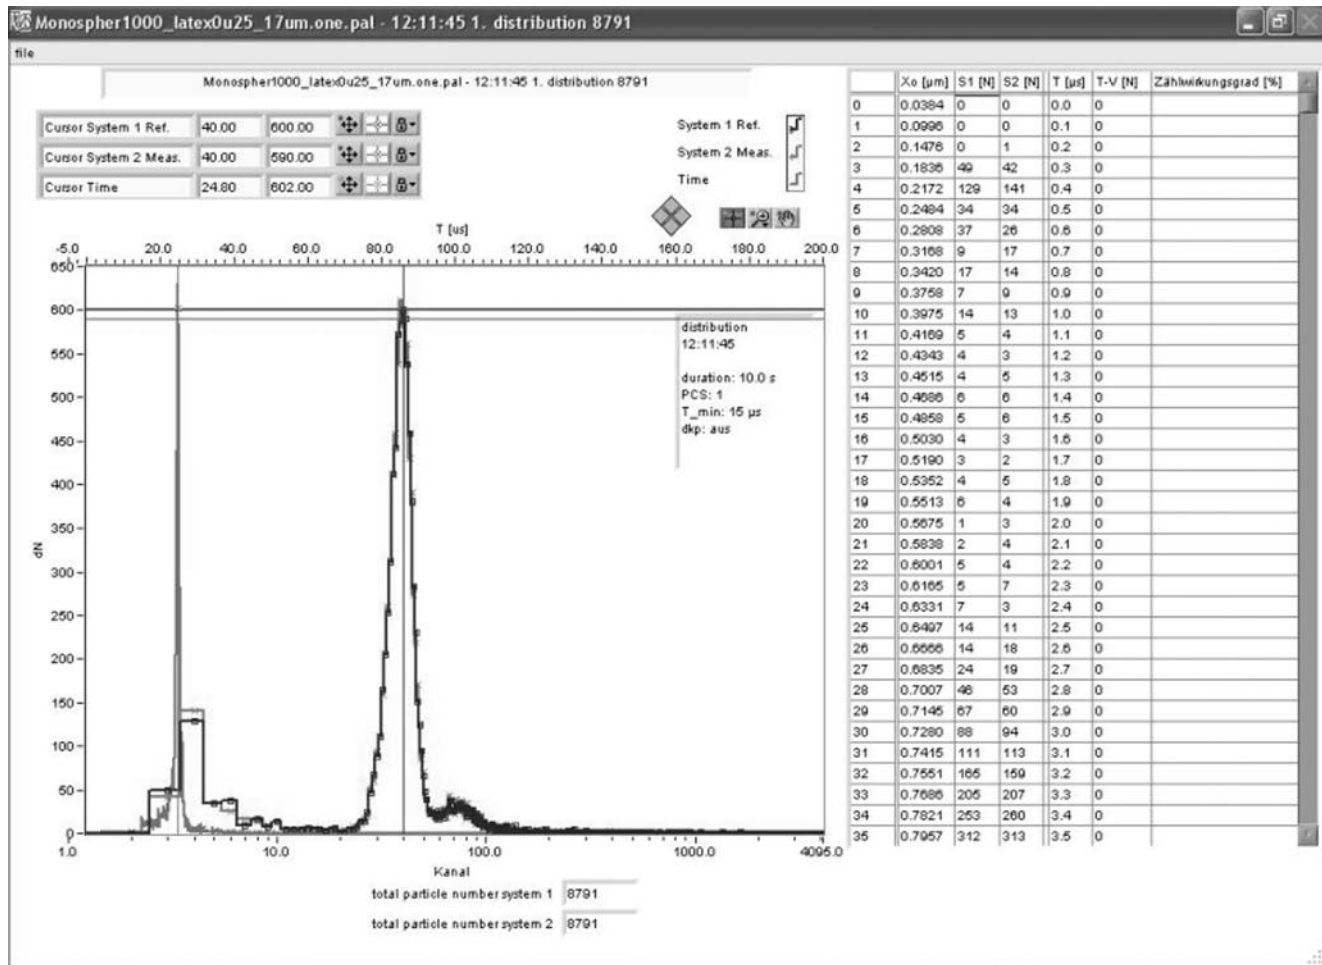 Monospher1000_latex0u25_17um.one.pal - 12:11:45 1. distribution 8791
file
Monospher1000_latex0u25_17um.one.pal - 12:11:45 1. distribution 8791
Cursor System 1 Ref. 40.00 600.00
Cursor System 2 Meas. 40.00 590.00
Cursor Time 24.80 602.00
System 1 Ref.
System 2 Meas.
Time
T [us]
-5.0 20.0 40.0 60.0 80.0 100.0 120.0 140.0 160.0 180.0 200.0
650
600
550
500
450
400
350
300
250
200
150
100
50
0
dN
distribution
12:11:45
duration: 10.0 s
PCS: 1
T_min: 15 µs
dkp: aus
1.0 10.0 100.0 1000.0 4095.0
Kanal
total particle number system 1 8791
total particle number system 2 8791
Xo [µm] S1 [N] S2 [N] T [µs] T-V [N] Zählwirkungsgrad [%]
0 0.0384 0 0 0.0 0
1 0.0996 0 0 0.1 0
2 0.1476 0 1 0.2 0
3 0.1836 49 42 0.3 0
4 0.2172 129 141 0.4 0
5 0.2484 34 34 0.5 0
6 0.2808 37 26 0.6 0
7 0.3168 9 17 0.7 0
8 0.3420 17 14 0.8 0
9 0.3758 7 9 0.9 0
10 0.3975 14 13 1.0 0
11 0.4169 5 4 1.1 0
12 0.4343 4 3 1.2 0
13 0.4515 4 5 1.3 0
14 0.4686 6 6 1.4 0
15 0.4858 5 6 1.5 0
16 0.5030 4 3 1.6 0
17 0.5190 3 2 1.7 0
18 0.5352 4 5 1.8 0
19 0.5513 6 4 1.9 0
20 0.5675 1 3 2.0 0
21 0.5838 2 4 2.1 0
22 0.6001 5 4 2.2 0
23 0.6165 5 7 2.3 0
24 0.6331 7 3 2.4 0
25 0.6497 14 11 2.5 0
26 0.6666 14 18 2.6 0
27 0.6835 24 19 2.7 0
28 0.7007 46 53 2.8 0
29 0.7145 67 60 2.9 0
30 0.7280 88 94 3.0 0
31 0.7415 111 113 3.1 0
32 0.7551 165 159 3.2 0
33 0.7686 205 207 3.3 0
34 0.7821 253 260 3.4 0
35 0.7957 312 313 3.5 0